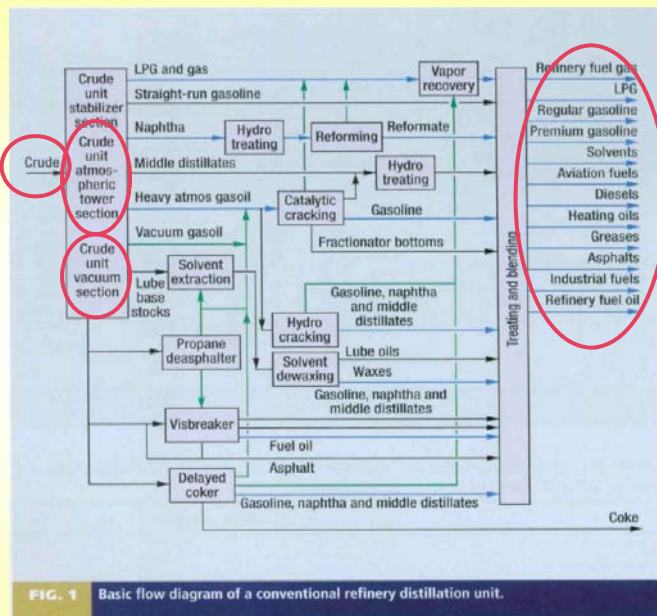 LPG and gas
Crude
unit
stabilizer
section
Vapor
recovery
Refinery fuel gas
LPG
Straight-run gasoline
Regular gasoline
Naphtha
Hydro
treating
Reforming
Reformate
Premium gasoline
Crude
unit
atmos-
pheric
tower
section
Crude
Solvents
Middle distillates
Hydro
treating
Aviation fuels
Heavy atmos gasoil
Catalytic
cracking
Gasoline
Diesels
Vacuum gasoil
Fractionator bottoms
Heating oils
Crude
unit
vacuum
section
Solvent
extraction
Lube
base
stocks
Greases
Asphalts
Gasoline, naphtha
and middle
distillates
Industrial fuels
Refinery fuel oil
Hydro
cracking
Treating and blending
Propane
deasphalter
Solvent
dewaxing
Lube oils
Waxes
Gasoline, naphtha and
middle distillates
Visbreaker
Fuel oil
Asphalt
Delayed
coker
Gasoline, naphtha and middle distillates
Coke
FIG. 1 Basic flow diagram of a conventional refinery distillation unit.